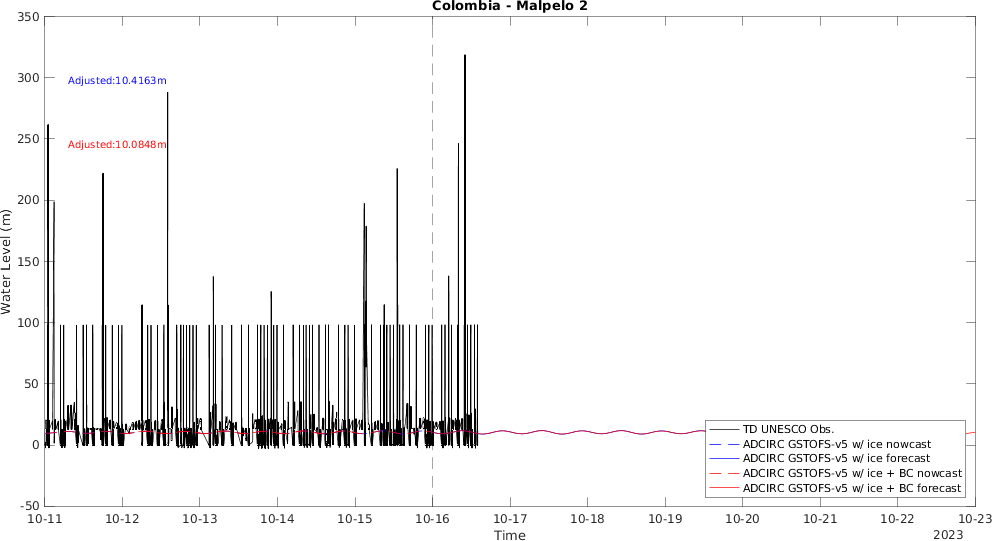 Colombia - Malpelo 2
350
300
250
200
150
100
50
0
-50
Water Level (m)
Adjusted:10.4163m
Adjusted:10.0848m
TD UNESCO Obs.
ADCIRC GSTOFS-v5 w/ ice nowcast
ADCIRC GSTOFS-v5 w/ ice forecast
ADCIRC GSTOFS-v5 w/ ice + BC nowcast
ADCIRC GSTOFS-v5 w/ ice + BC forecast
10-11 10-12 10-13 10-14 10-15 10-16 10-17 10-18 10-19 10-20 10-21 10-22 10-23
Time
2023